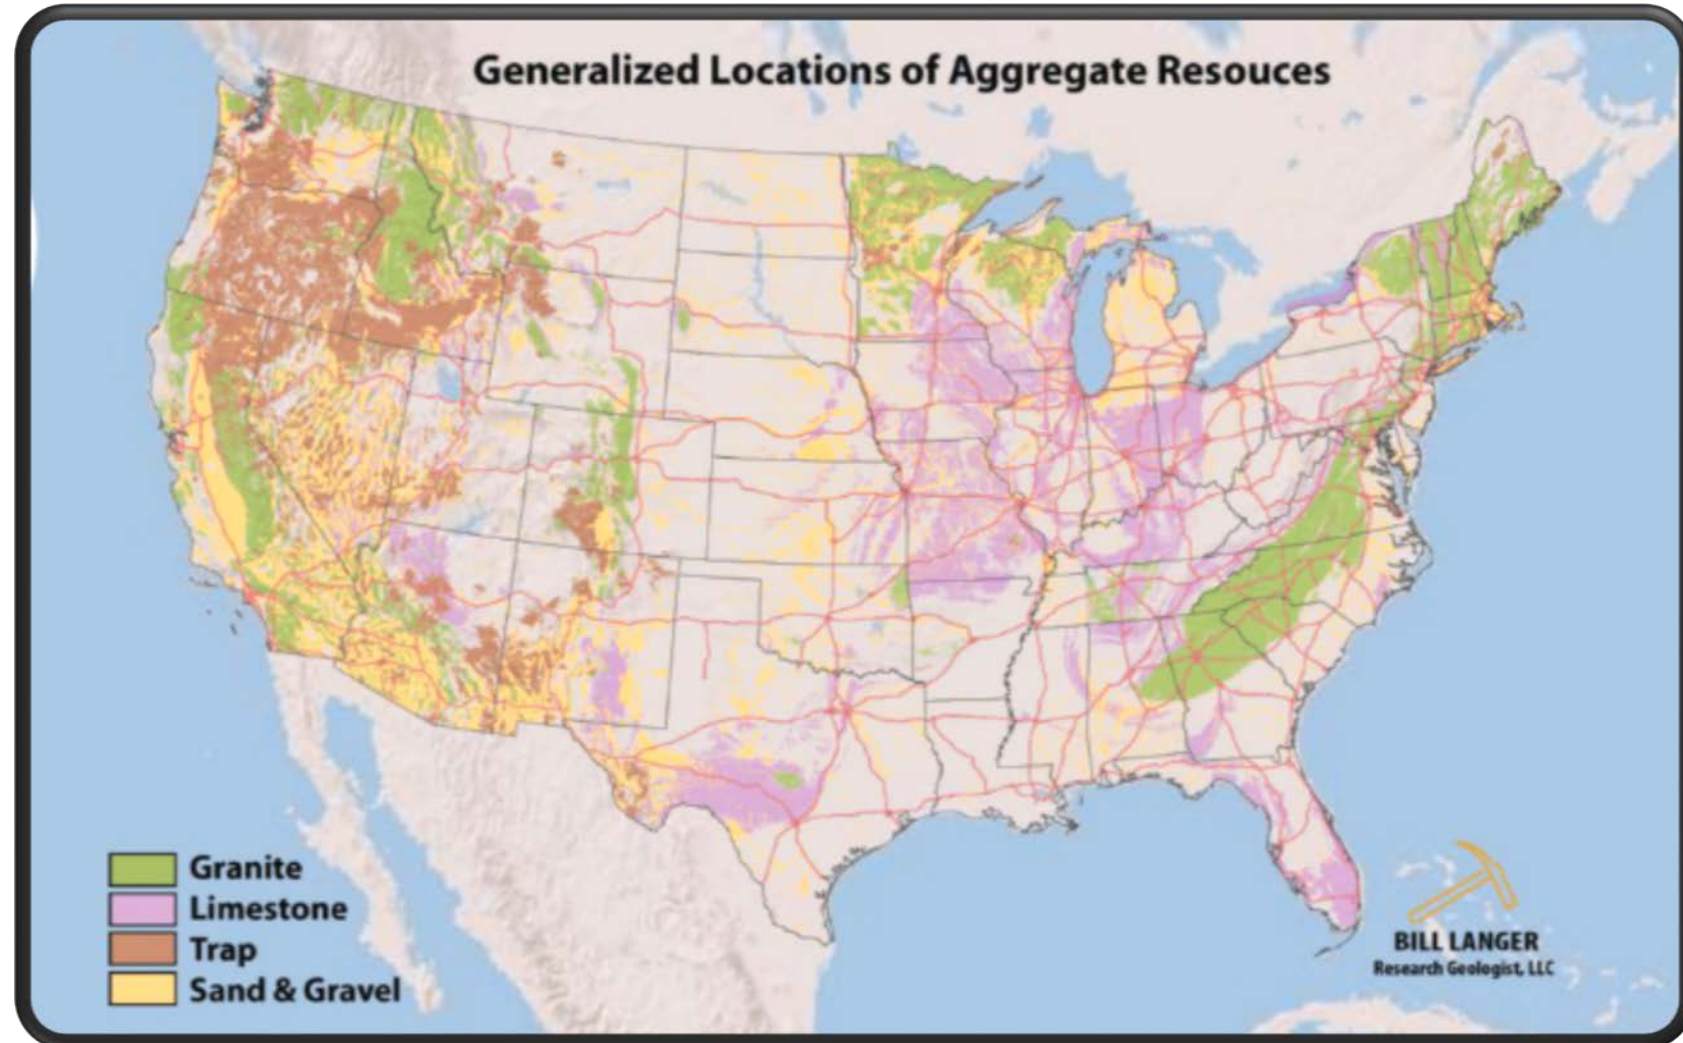 Generalized Locations of Aggregate Resouces
Granite
Limestone
Trap
Sand & Gravel
BILL LANGER
Research Geologist, LLC